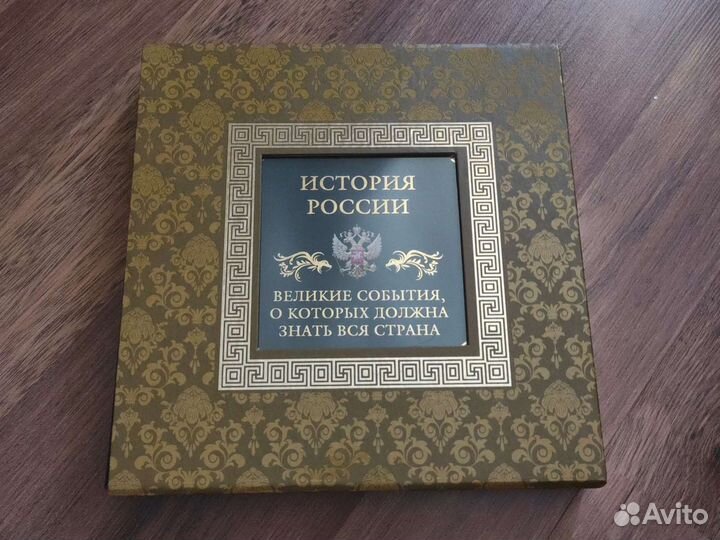 ИСТОРИЯ
РОССИИ
ВЕЛИКИЕ СОБЫТИЯ,
О КОТОРЫХ ДОЛЖНА
ЗНАТЬ ВСЯ СТРАНА
Avito